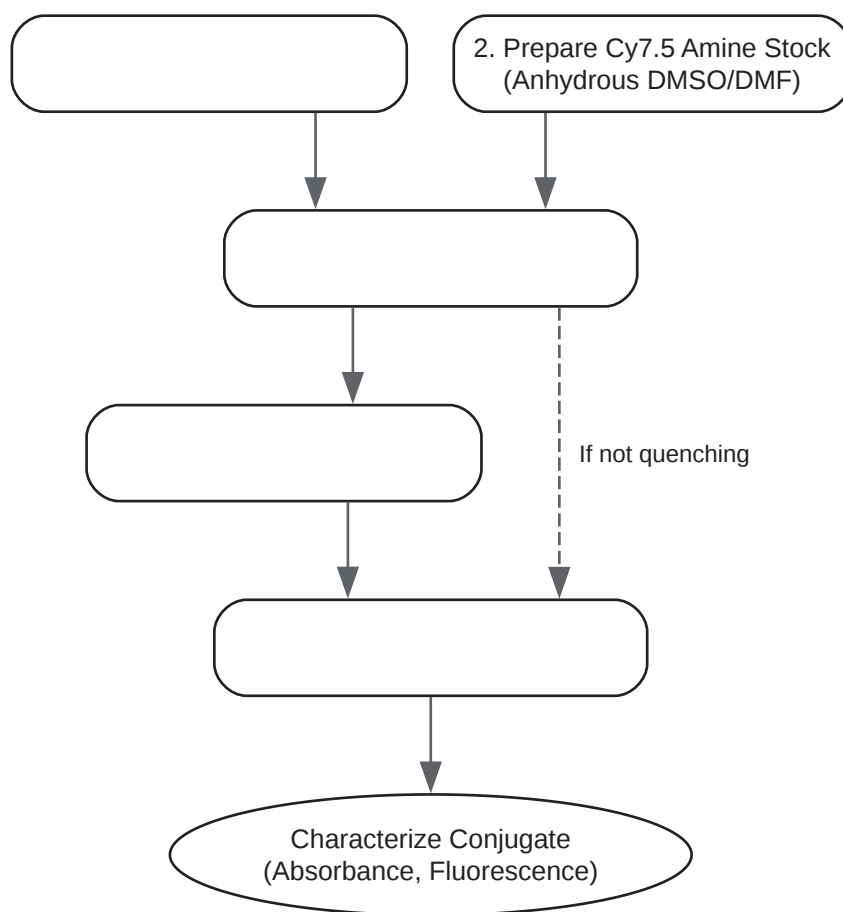 2. Prepare Cy7.5 Amine Stock
(Anhydrous DMSO/DMF)
If not quenching
Characterize Conjugate
(Absorbance, Fluorescence)